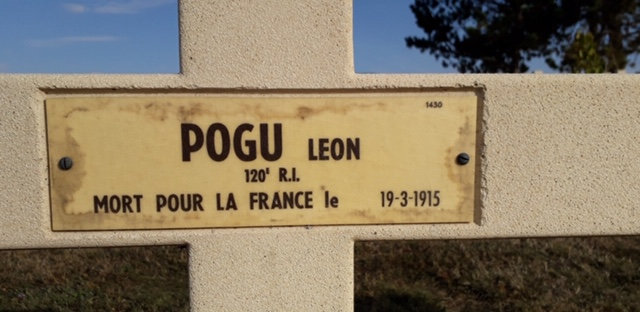 1430
POGU LEON
120ᴱ R.I.
MORT POUR LA FRANCE le 19-3-1915